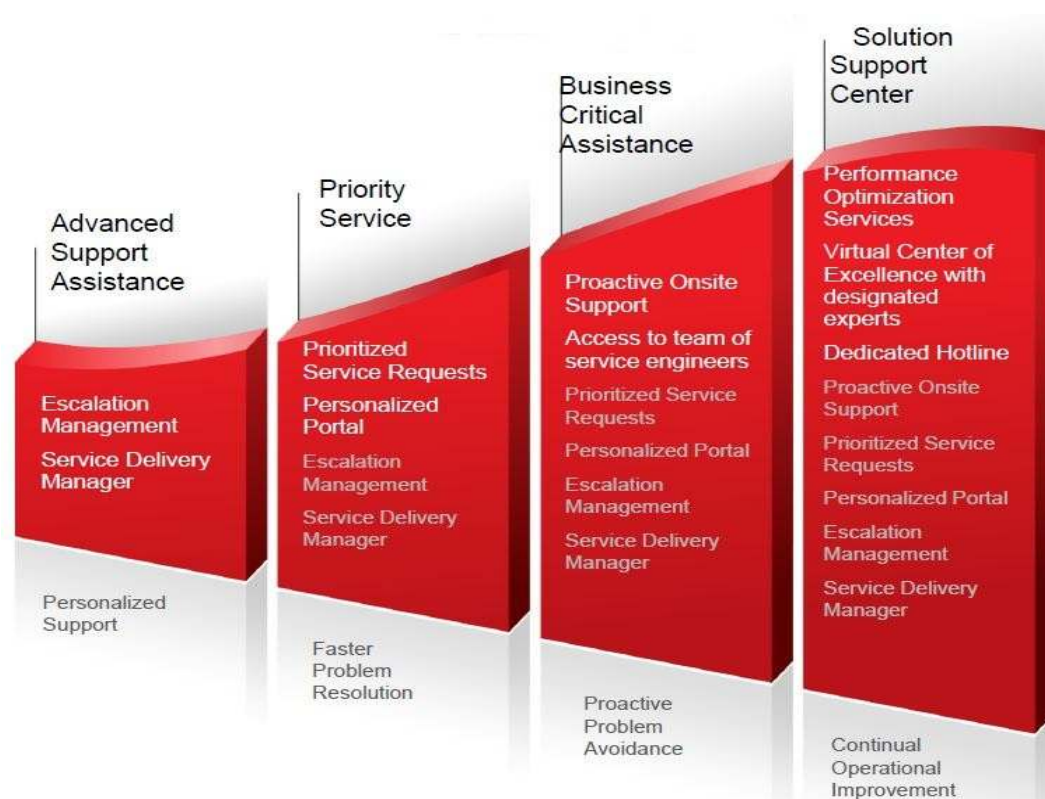 Advanced
Support
Assistance
Escalation
Management
Service Delivery
Manager
Personalized
Support
Priority
Service
Prioritized
Service Requests
Personalized
Portal
Escalation
Management
Service Delivery
Manager
Faster
Problem
Resolution
Business
Critical
Assistance
Proactive Onsite
Support
Access to team of
service engineers
Prioritized Service
Requests
Personalized Portal
Escalation
Management
Service Delivery
Manager
Proactive
Problem
Avoidance
Solution
Support
Center
Performance
Optimization
Services
Virtual Center of
Excellence with
designated
experts
Dedicated Hotline
Proactive Onsite
Support
Prioritized Service
Requests
Personalized Portal
Escalation
Management
Service Delivery
Manager
Continual
Operational
Improvement